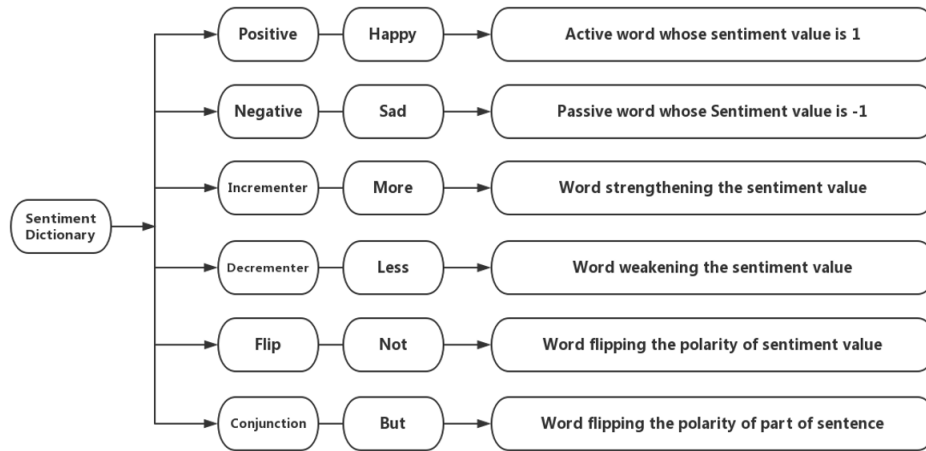 Positive Happy Active word whose sentiment value is 1
Negative Sad Passive word whose Sentiment value is -1
Incrementer More Word strengthening the sentiment value
Sentiment
Dictionary
Decrementer Less Word weakening the sentiment value
Flip Not Word flipping the polarity of sentiment value
Conjunction But Word flipping the polarity of part of sentence